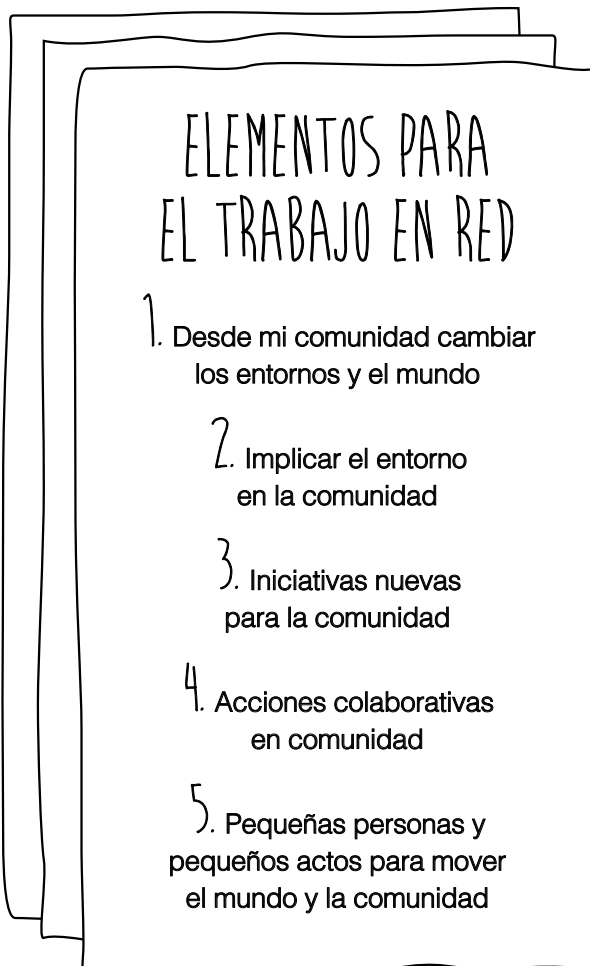 ELEMENTOS PARA
EL TRABAJO EN RED
1. Desde mi comunidad cambiar
los entornos y el mundo
2. Implicar el entorno
en la comunidad
3. Iniciativas nuevas
para la comunidad
4. Acciones colaborativas
en comunidad
5. Pequeñas personas y
pequeños actos para mover
el mundo y la comunidad